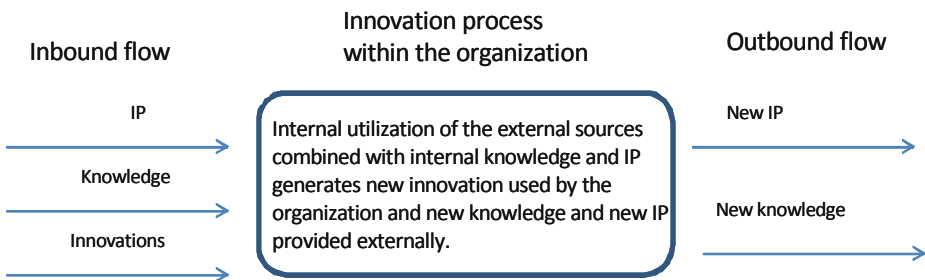 Inbound flow
Innovation process
within the organization
Outbound flow
IP
Knowledge
Innovations
Internal utilization of the external sources
combined with internal knowledge and IP
generates new innovation used by the
organization and new knowledge and new IP
provided externally.
New IP
New knowledge